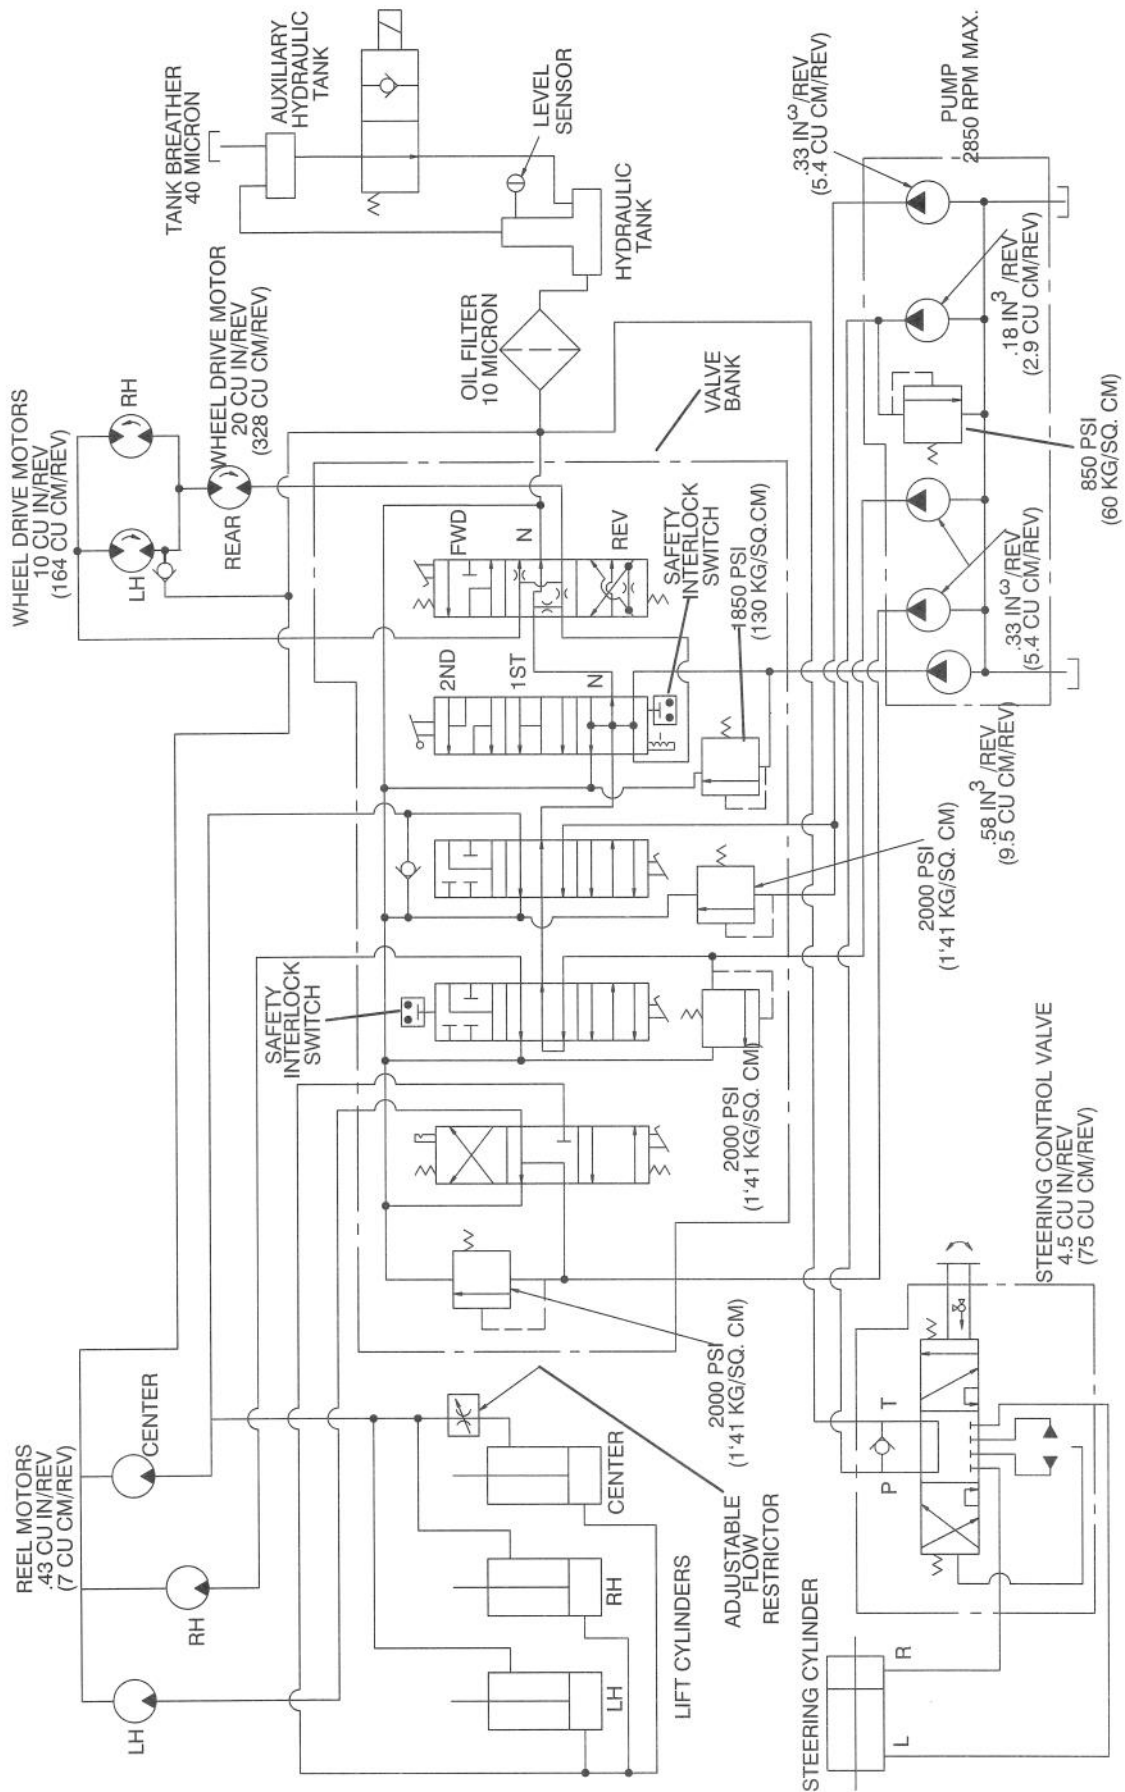 WHEEL DRIVE MOTORS
10 CU IN/REV
(164 CU CM/REV)
LH
RH
WHEEL DRIVE MOTOR
20 CU IN/REV
(328 CU CM/REV)
REAR
TANK BREATHER
40 MICRON
AUXILIARY
HYDRAULIC
TANK
LEVEL
SENSOR
HYDRAULIC
TANK
OIL FILTER
10 MICRON
VALVE
BANK
REEL MOTORS
.43 CU IN/REV
(7 CU CM/REV)
LH
RH
CENTER
SAFETY
INTERLOCK
SWITCH
2ND
1ST
N
FWD
N
REV
SAFETY
INTERLOCK
SWITCH
1850 PSI
(130 KG/SQ.CM)
2000 PSI
(1'41 KG/SQ. CM)
2000 PSI
(1'41 KG/SQ. CM)
2000 PSI
(1'41 KG/SQ. CM)
LH
RH
CENTER
LIFT CYLINDERS
ADJUSTABLE
FLOW
RESTRICTOR
PUMP
2850 RPM MAX.
.33 IN3/REV
(5.4 CU CM/REV)
.18 IN3 /REV
(2.9 CU CM/REV)
850 PSI
(60 KG/SQ. CM)
.33 IN3/REV
(5.4 CU CM/REV)
.58 IN3 /REV
(9.5 CU CM/REV)
STEERING CYLINDER
L
R
P
T
STEERING CONTROL VALVE
4.5 CU IN/REV
(75 CU CM/REV)